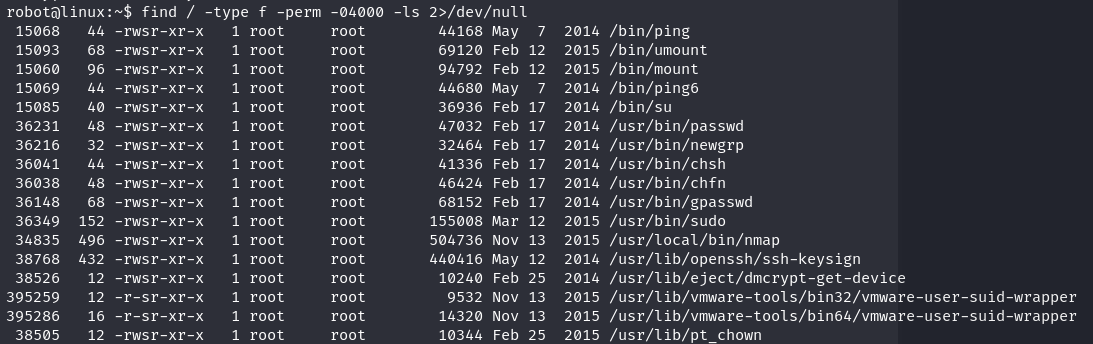 robot@linux:~$ find / -type f -perm -04000 -ls 2>/dev/null
15068 44 -rwsr-xr-x 1 root root 44168 May 7 2014 /bin/ping
15093 68 -rwsr-xr-x 1 root root 69120 Feb 12 2015 /bin/umount
15060 96 -rwsr-xr-x 1 root root 94792 Feb 12 2015 /bin/mount
15069 44 -rwsr-xr-x 1 root root 44680 May 7 2014 /bin/ping6
15085 40 -rwsr-xr-x 1 root root 36936 Feb 17 2014 /bin/su
36231 48 -rwsr-xr-x 1 root root 47032 Feb 17 2014 /usr/bin/passwd
36216 32 -rwsr-xr-x 1 root root 32464 Feb 17 2014 /usr/bin/newgrp
36041 44 -rwsr-xr-x 1 root root 41336 Feb 17 2014 /usr/bin/chsh
36038 48 -rwsr-xr-x 1 root root 46424 Feb 17 2014 /usr/bin/chfn
36148 68 -rwsr-xr-x 1 root root 68152 Feb 17 2014 /usr/bin/gpasswd
36349 152 -rwsr-xr-x 1 root root 155008 Mar 12 2015 /usr/bin/sudo
34835 496 -rwsr-xr-x 1 root root 504736 Nov 13 2015 /usr/local/bin/nmap
38768 432 -rwsr-xr-x 1 root root 440416 May 12 2014 /usr/lib/openssh/ssh-keysign
38526 12 -rwsr-xr-x 1 root root 10240 Feb 25 2014 /usr/lib/eject/dmcrypt-get-device
395259 12 -r-sr-xr-x 1 root root 9532 Nov 13 2015 /usr/lib/vmware-tools/bin32/vmware-user-suid-wrapper
395286 16 -r-sr-xr-x 1 root root 14320 Nov 13 2015 /usr/lib/vmware-tools/bin64/vmware-user-suid-wrapper
38505 12 -rwsr-xr-x 1 root root 10344 Feb 25 2015 /usr/lib/pt_chown